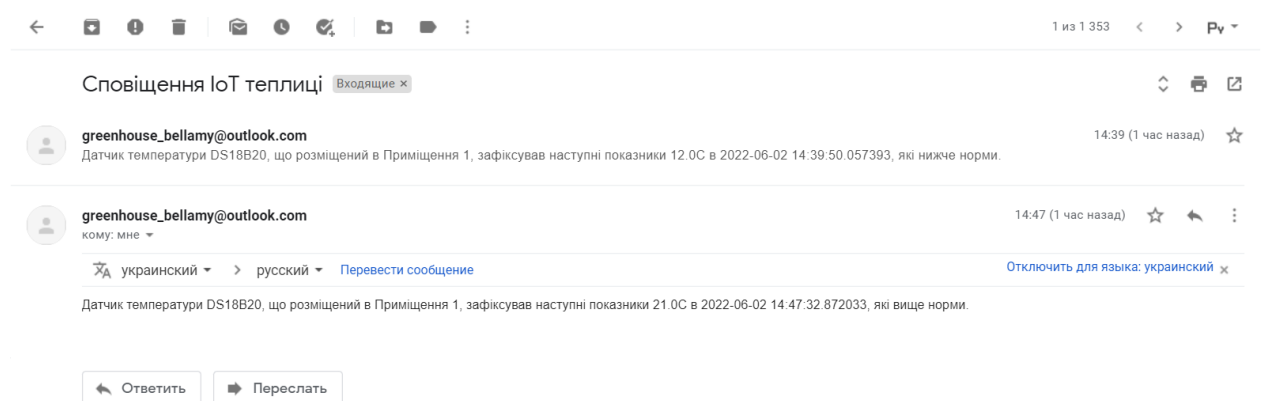 1 из 1 353
Ру
Сповіщення ІоТ теплиці Входящие ×
greenhouse_bellamy@outlook.com 14:39 (1 час назад)
Датчик температури DS18B20, що розміщений в Приміщення 1, зафіксував наступні показники 12.0C в 2022-06-02 14:39:50.057393, які нижче норми.
greenhouse_bellamy@outlook.com 14:47 (1 час назад)
кому: мне
украинский > русский Перевести сообщение Отключить для языка: украинский ×
Датчик температури DS18B20, що розміщений в Приміщення 1, зафіксував наступні показники 21.0C в 2022-06-02 14:47:32.872033, які вище норми.
Ответить Переслать